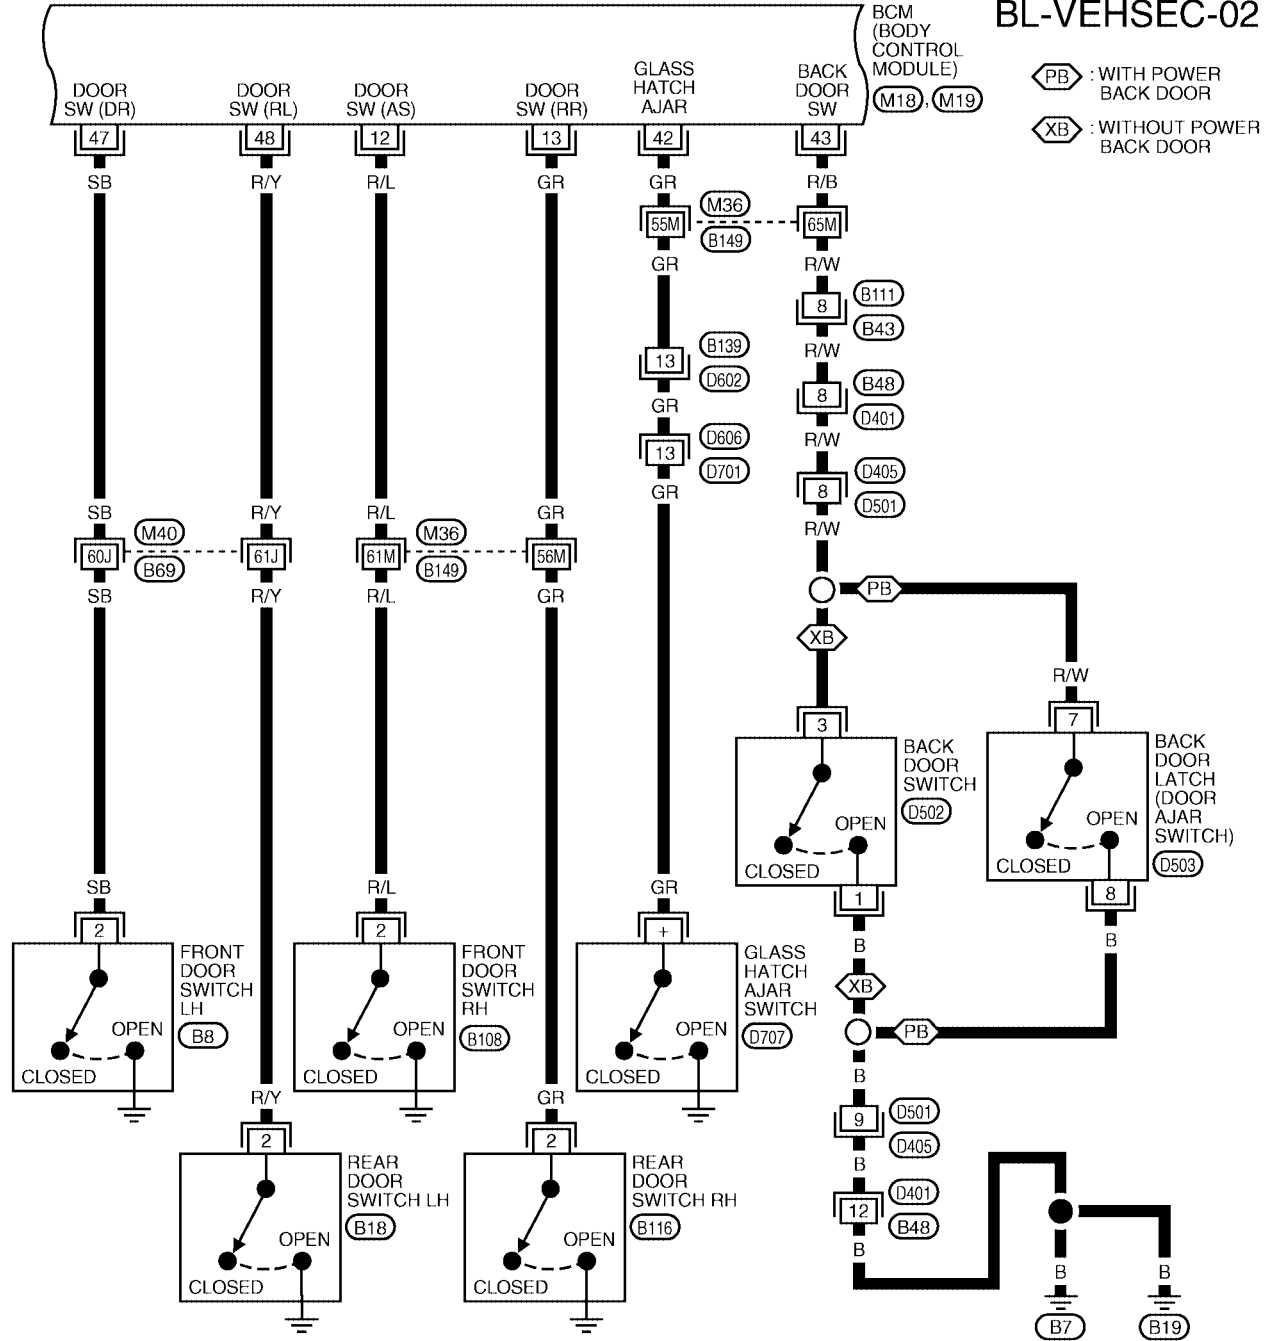 BL-VEHSEC-02
BCM
(BODY
CONTROL
MODULE)
M18, M19
PB : WITH POWER
BACK DOOR
XB : WITHOUT POWER
BACK DOOR
DOOR
SW (DR)
DOOR
SW (RL)
DOOR
SW (AS)
DOOR
SW (RR)
GLASS
HATCH
AJAR
BACK
DOOR
SW
47 48 12 13 42 43
SB R/Y R/L GR GR R/B
55M M36 65M
B149
GR R/W
8 B111
B43
R/W
13 B139
D602
GR
8 B48
D401
R/W
13 D606
D701
GR
8 D405
D501
R/W
SB R/Y R/L GR
60J M40 61J
B69
61M M36 56M
B149
SB R/Y R/L GR
PB
XB
R/W
3
7
BACK
DOOR
SWITCH
D502
OPEN
CLOSED
1
BACK
DOOR
LATCH
(DOOR
AJAR
SWITCH)
D503
OPEN
CLOSED
8
SB R/L GR
2 2 +
FRONT
DOOR
SWITCH
LH
B8
OPEN
CLOSED
FRONT
DOOR
SWITCH
RH
B108
OPEN
CLOSED
GLASS
HATCH
AJAR
SWITCH
D707
OPEN
CLOSED
B B
XB
PB
B
9 D501
D405
B
12 D401
B48
B
R/Y GR
2 2
REAR
DOOR
SWITCH LH
B18
OPEN
CLOSED
REAR
DOOR
SWITCH RH
B116
OPEN
CLOSED
B B
B7 B19